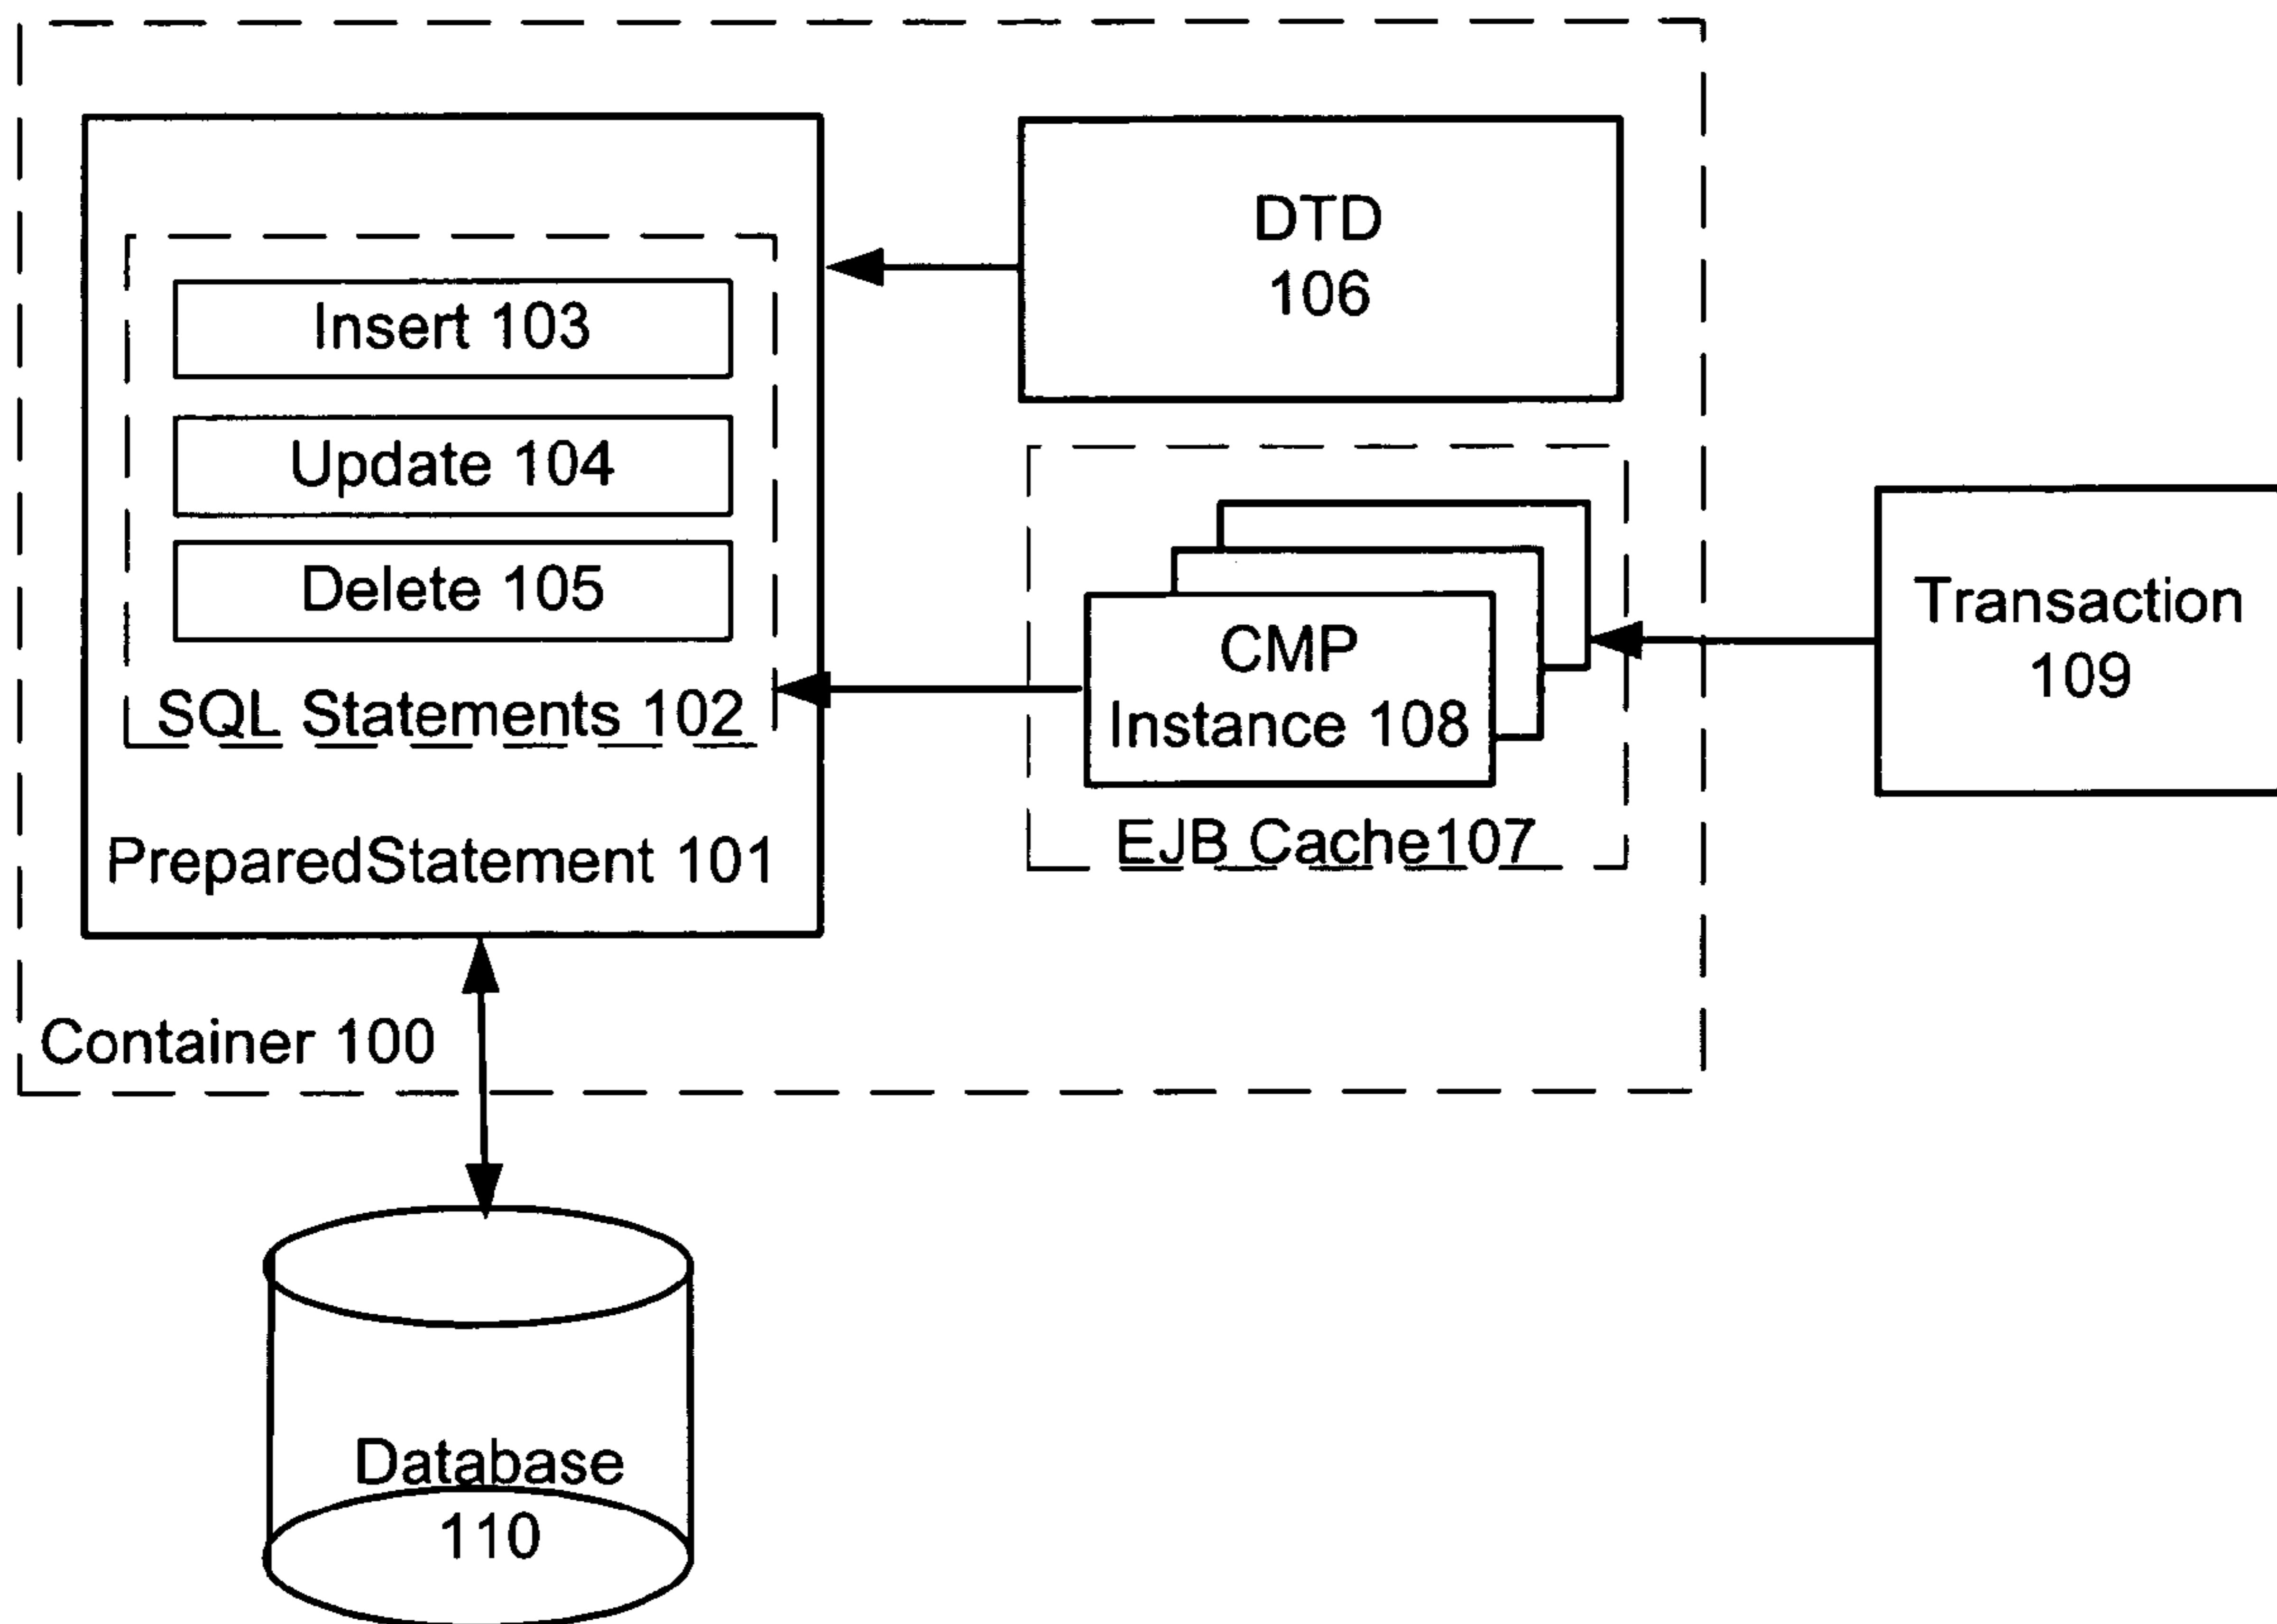 DTD
106
Insert 103
Update 104
Delete 105
SQL Statements 102
PreparedStatement 101
CMP
Instance 108
EJB Cache107
Transaction
109
Container 100
Database
110